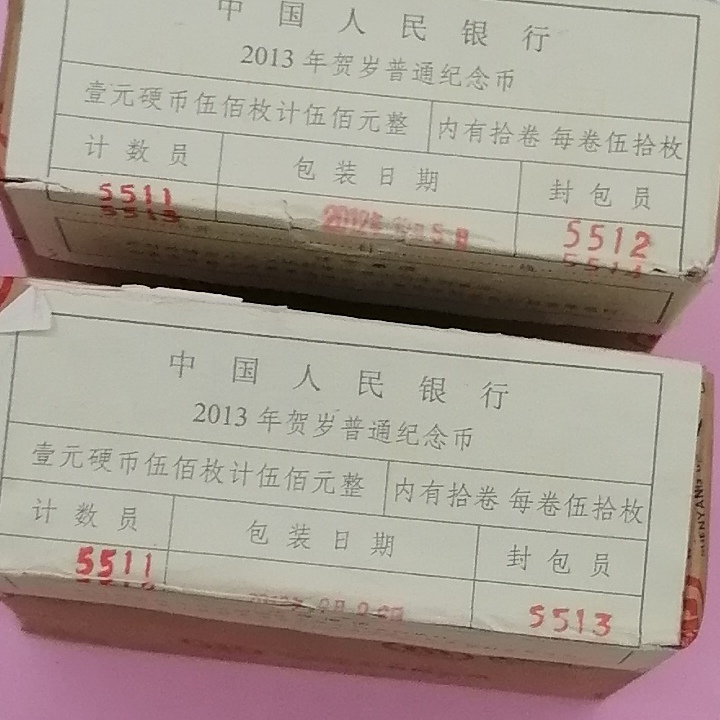 中国人民银行
2013年贺岁普通纪念币
壹元硬币伍佰枚计伍佰元整 内有拾卷 每卷伍拾枚
计数员 包装日期 封包员
5511 5512
中国人民银行
2013年贺岁普通纪念币
壹元硬币伍佰枚计伍佰元整 内有拾卷 每卷伍拾枚
计数员 包装日期 封包员
5511 5513